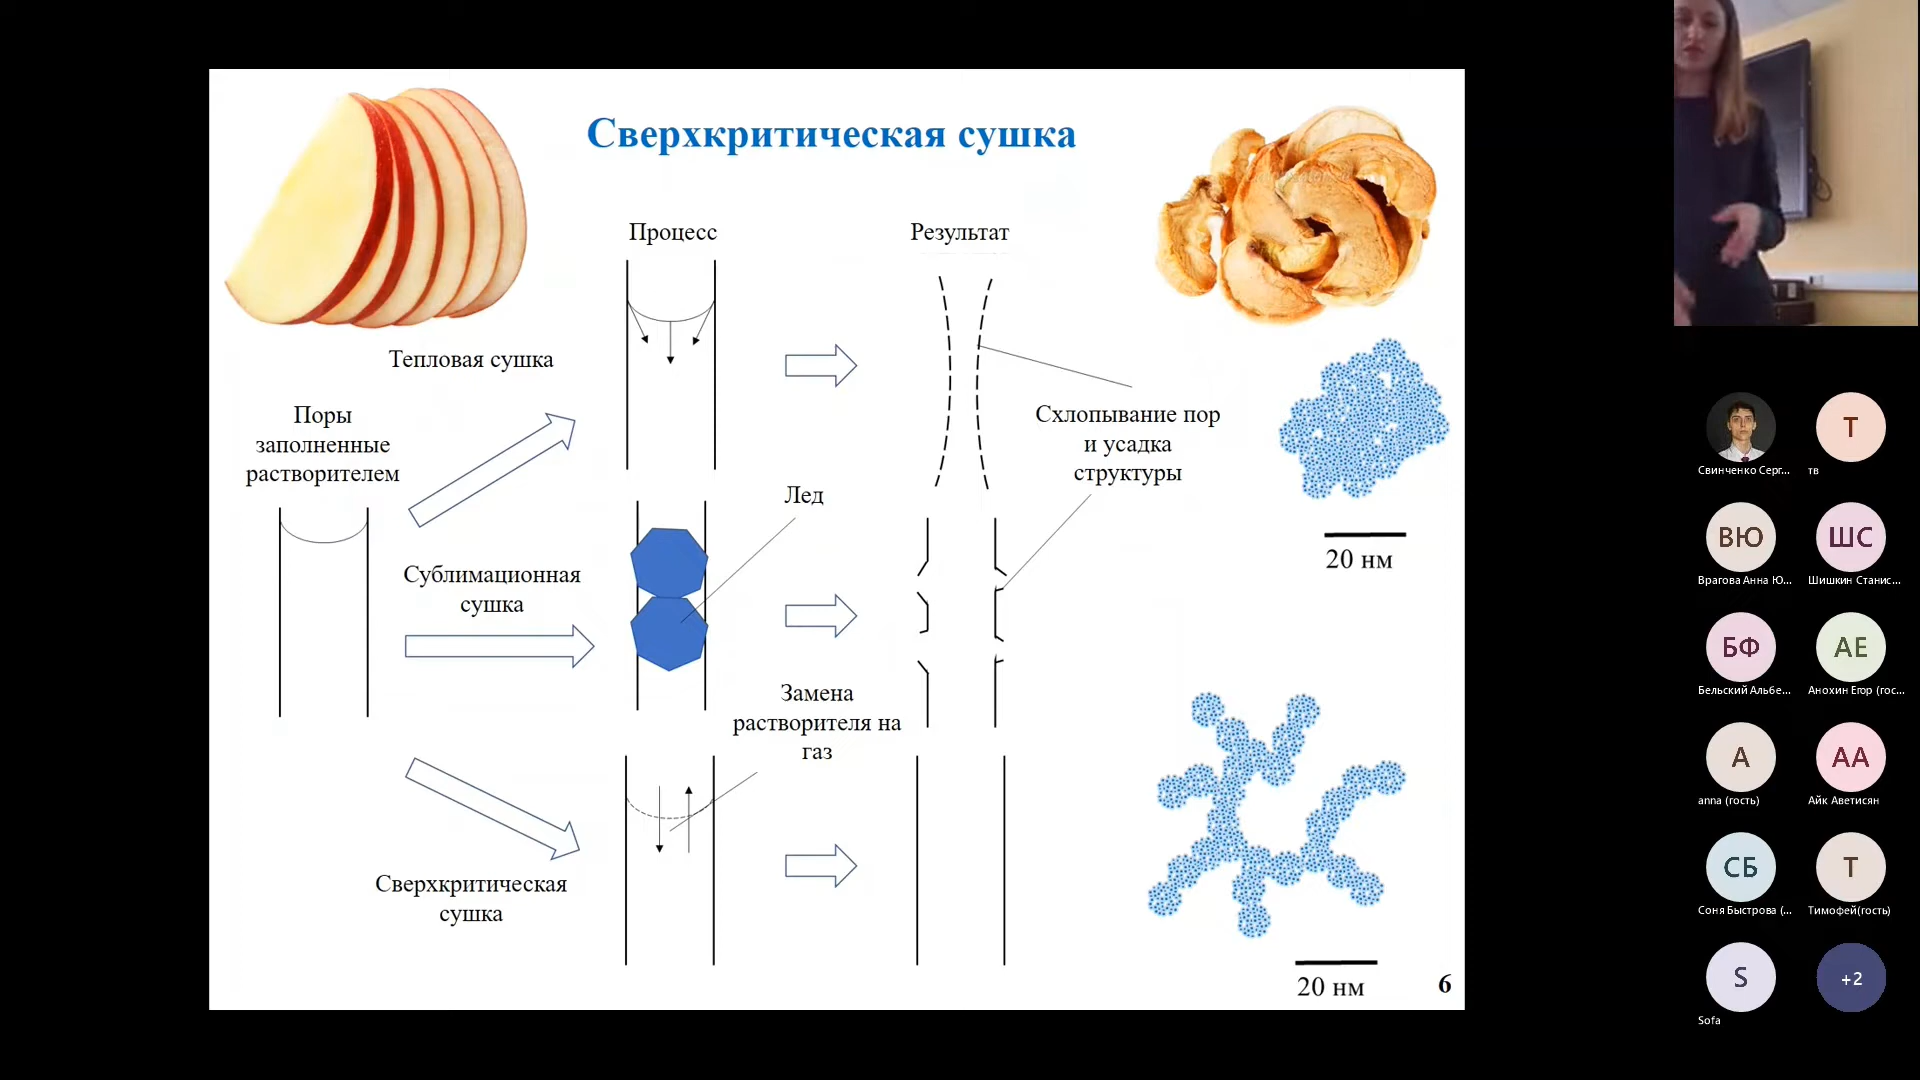 Сверхкритическая сушка
Процесс
Результат
Тепловая сушка
Поры
заполненные
растворителем
Схлопывание пор
и усадка
структуры
Лед
20 нм
Сублимационная
сушка
Замена
растворителя на
газ
Сверхкритическая
сушка
20 нм
6
Свинченко Серг...
Т
тв
ВЮ
Врагова Анна Ю...
ШС
Шишкин Станис...
БФ
Бельский Альбе...
АЕ
Анохин Егор (гос...
A
anna (гость)
АА
Айк Аветисян
СБ
Соня Быстрова (...
Т
Тимофей(гость)
S
Sofa
+2